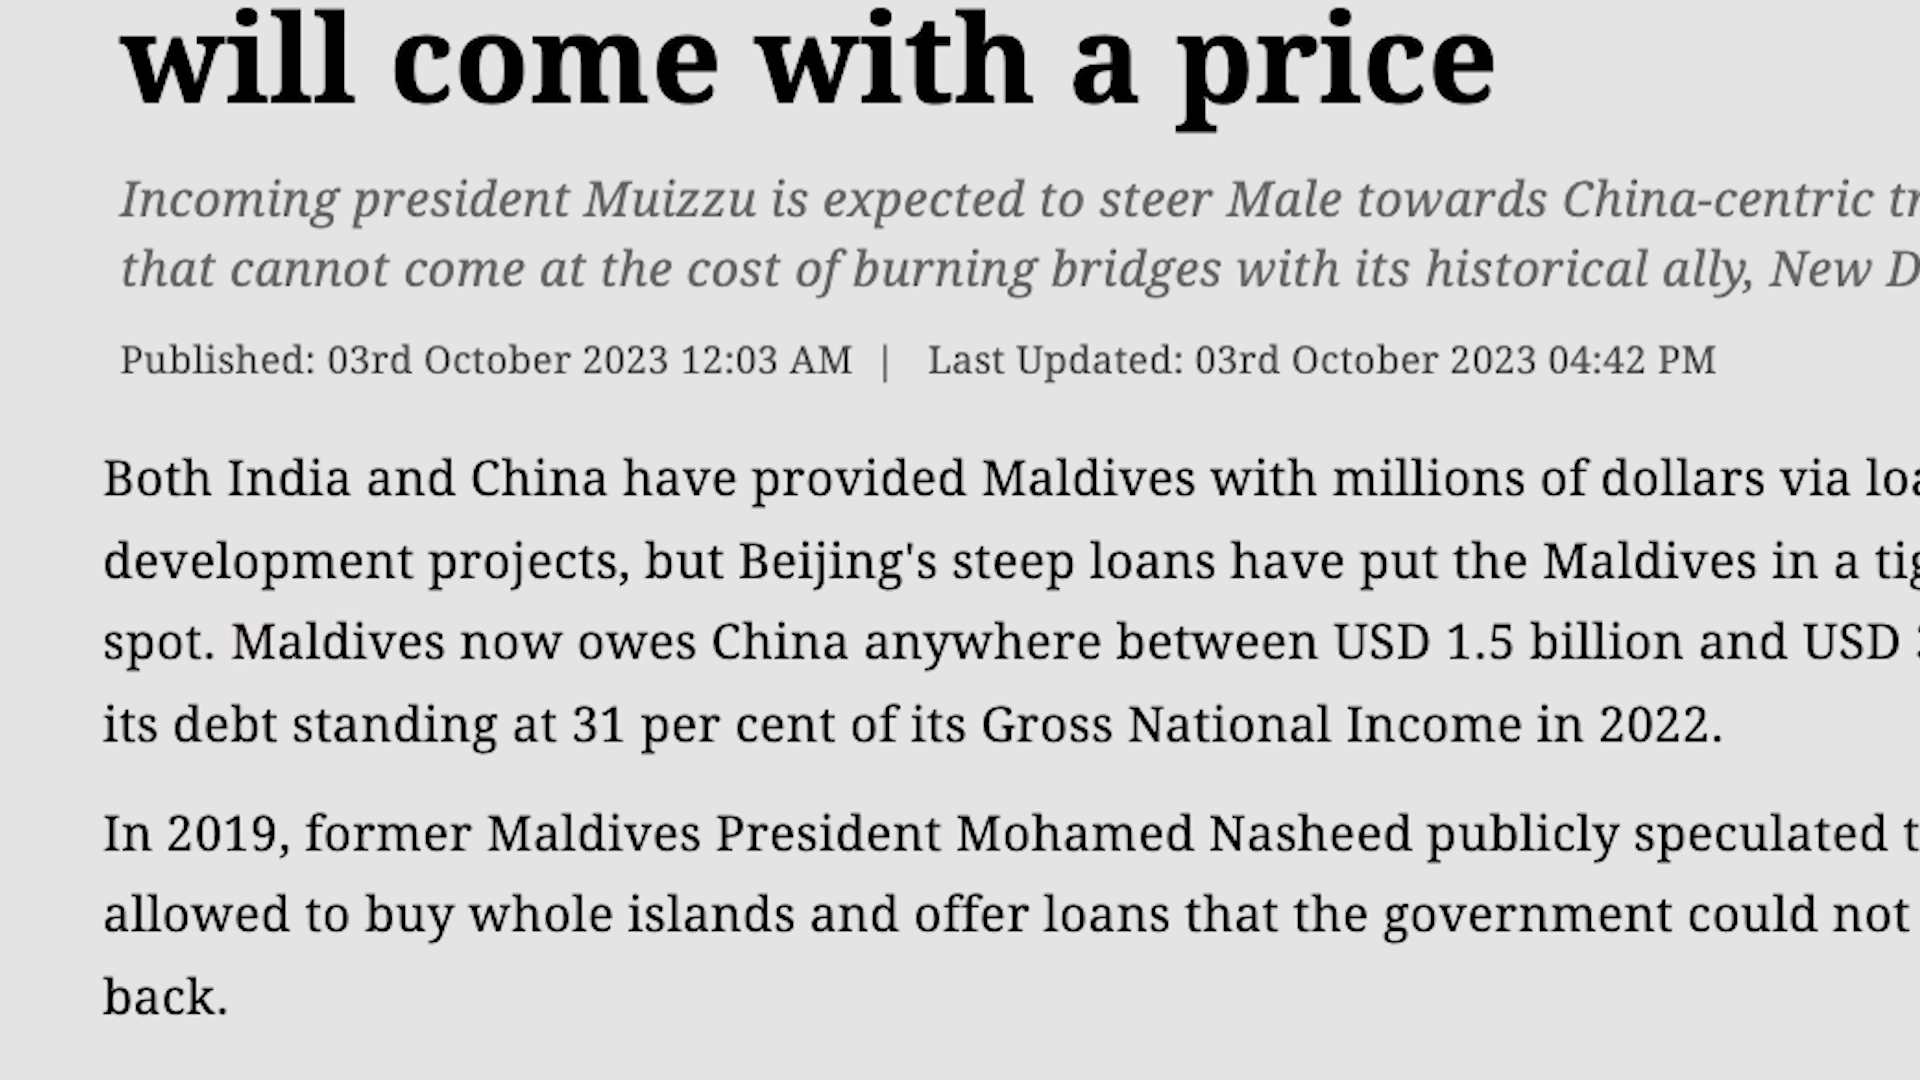 will come with a price
Incoming president Muizzu is expected to steer Male towards China-centric
that cannot come at the cost of burning bridges with its historical ally, New
Published: 03rd October 2023 12:03 AM | Last Updated: 03rd October 2023 04:42 PM
Both India and China have provided Maldives with millions of dollars via
development projects, but Beijing's steep loans have put the Maldives in a
spot. Maldives now owes China anywhere between USD 1.5 billion and USD
its debt standing at 31 per cent of its Gross National Income in 2022.
In 2019, former Maldives President Mohamed Nasheed publicly speculated
allowed to buy whole islands and offer loans that the government could not
back.